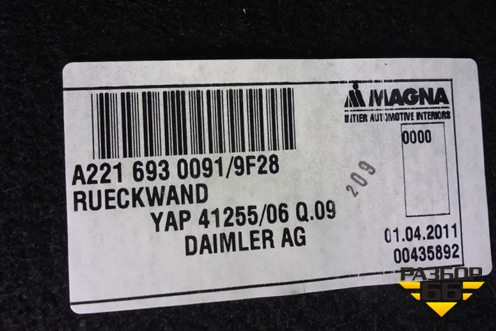 MAGNA
INTIER AUTOMOTIVE INTERIORS
A221 693 0091/9F28
RUECKWAND
YAP 41255/06 Q.09
DAIMLER AG
0000
209
01.04.2011
00435892
РАЗБОР
66